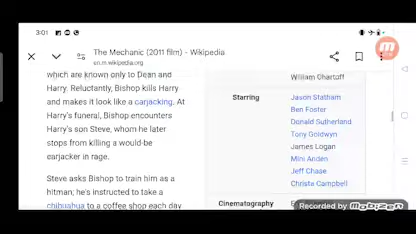 3:01
The Mechanic (2011 film) - Wikipedia
en.m.wikipedia.org
which are known only to Dean and
Harry. Reluctantly, Bishop kills Harry
and makes it look like a carjacking. At
Harry's funeral, Bishop encounters
Harry's son Steve, whom he later
stops from killing a would-be
carjacker in rage.
Steve asks Bishop to train him as a
hitman; he's instructed to take a
chihuahua to a coffee shop each day
William Chartoff
Starring
Jason Statham
Ben Foster
Donald Sutherland
Tony Goldwyn
James Logan
Mini Anden
Jeff Chase
Christa Campbell
Cinematography
Recorded by Mobizen